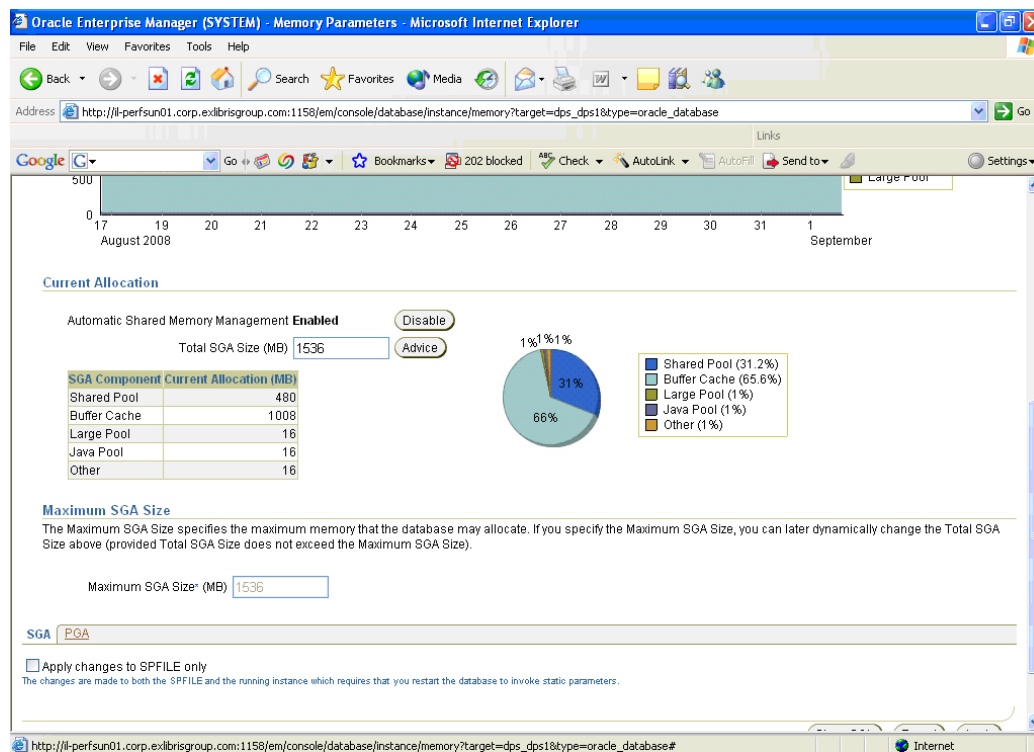 Oracle Enterprise Manager (SYSTEM) - Memory Parameters - Microsoft Internet Explorer
File Edit View Favorites Tools Help
Back Search Favorites Media
Address http://il-perfsun01.corp.exlibrisgroup.com:1158/em/console/database/instance/memory?target=dps_dps1&type=oracle_database Go
Links
Google G Go Bookmarks 202 blocked ABC Check AutoLink AutoFill Send to Settings
500 Large Pool
0
17 19 20 21 22 23 24 25 26 27 28 29 30 31 1
August 2008 September
Current Allocation
Automatic Shared Memory Management Enabled Disable
Total SGA Size (MB) 1536 Advice
SGA Component Current Allocation (MB)
Shared Pool 480
Buffer Cache 1008
Large Pool 16
Java Pool 16
Other 16
1% 1% 1%
31%
66%
Shared Pool (31.2%)
Buffer Cache (65.6%)
Large Pool (1%)
Java Pool (1%)
Other (1%)
Maximum SGA Size
The Maximum SGA Size specifies the maximum memory that the database may allocate. If you specify the Maximum SGA Size, you can later dynamically change the Total SGA
Size above (provided Total SGA Size does not exceed the Maximum SGA Size).
Maximum SGA Size* (MB) 1536
SGA PGA
Apply changes to SPFILE only
The changes are made to both the SPFILE and the running instance which requires that you restart the database to invoke static parameters.
http://il-perfsun01.corp.exlibrisgroup.com:1158/em/console/database/instance/memory?target=dps_dps1&type=oracle_database# Internet